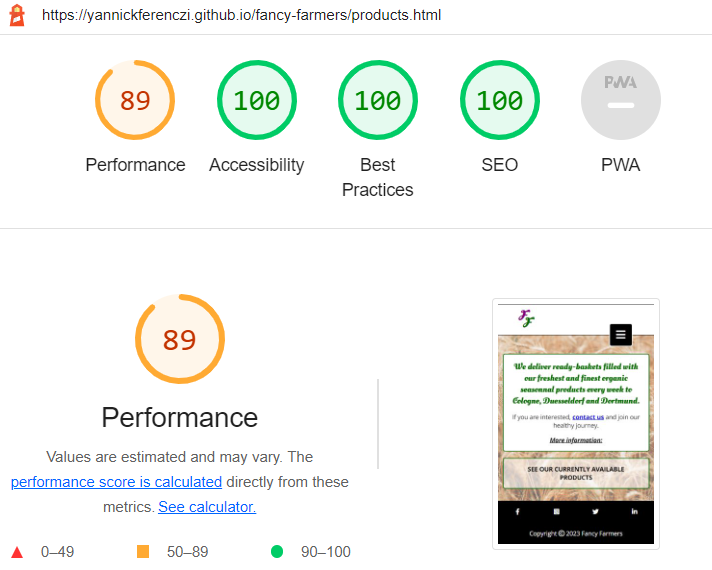 https://yannickferenczi.github.io/fancy-farmers/products.html
89
100
100
100
PWA
Performance
Accessibility
Best
Practices
SEO
PWA
89
Performance
Values are estimated and may vary. The
performance score is calculated directly from these
metrics. See calculator.
0–49
50–89
90–100
F
F
We deliver ready-baskets filled with
our freshest and finest organic
seasonnal products every week to
Cologne, Duesseldorf and Dortmund.
If you are interested, contact us and join our
healthy journey.
More information:
SEE OUR CURRENTLY AVAILABLE
PRODUCTS
f
in
Copyright © 2023 Fancy Farmers